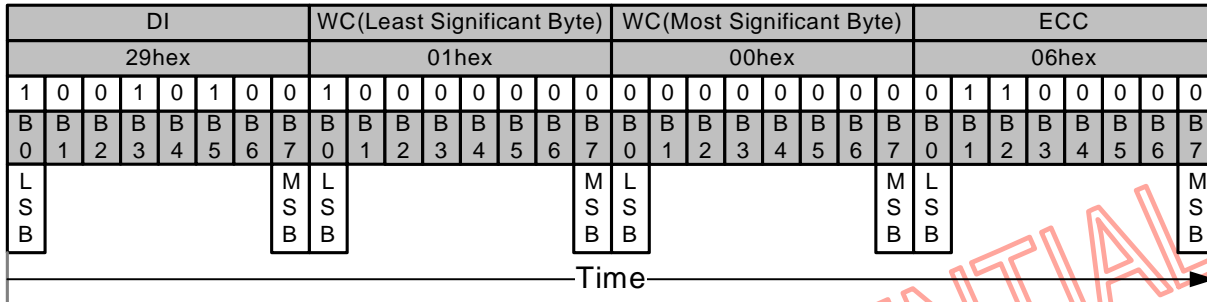 DI WC(Least Significant Byte) WC(Most Significant Byte) ECC
29hex 01hex 00hex 06hex
1 0 0 1 0 1 0 0 1 0 0 0 0 0 0 0 0 0 0 0 0 0 0 0 0 1 1 0 0 0 0 0
B0 B1 B2 B3 B4 B5 B6 B7 B0 B1 B2 B3 B4 B5 B6 B7 B0 B1 B2 B3 B4 B5 B6 B7 B0 B1 B2 B3 B4 B5 B6 B7
LSB MSB LSB MSB LSB MSB LSB MSB
Time
NTIAL